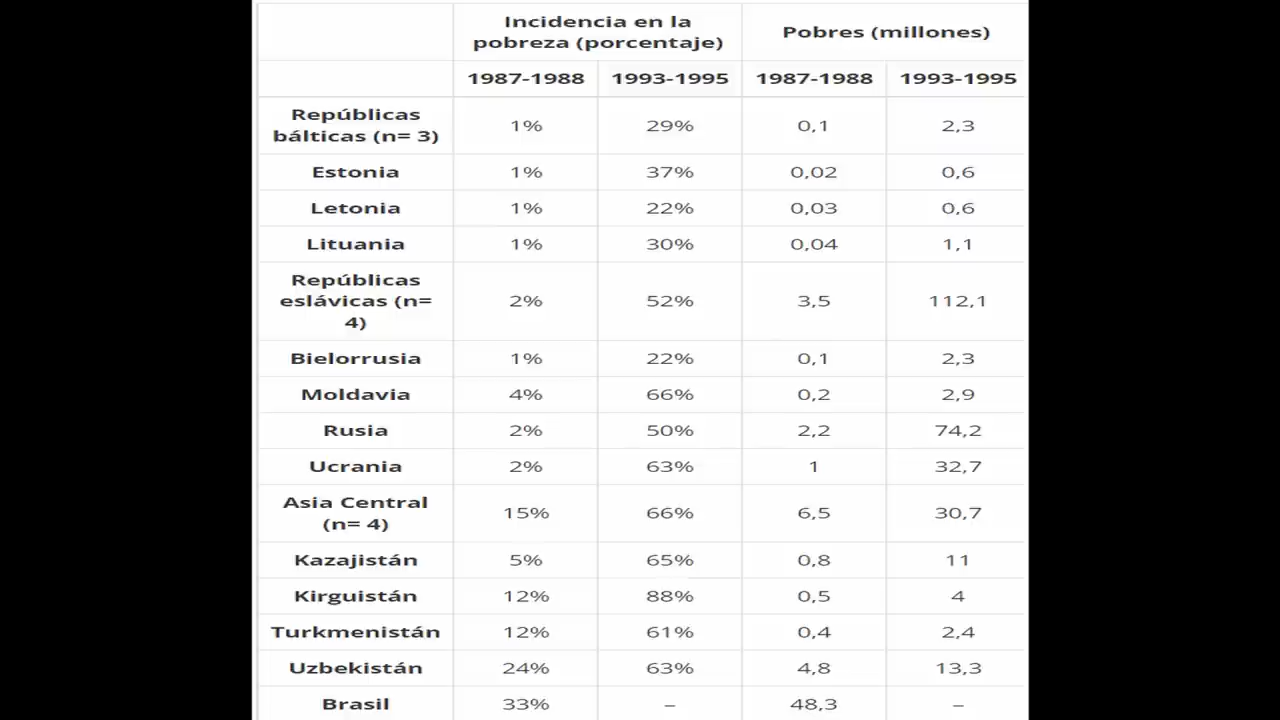 Incidencia en la pobreza (porcentaje) Pobres (millones)
1987-1988 1993-1995 1987-1988 1993-1995
Repúblicas bálticas (n= 3) 1% 29% 0,1 2,3
Estonia 1% 37% 0,02 0,6
Letonia 1% 22% 0,03 0,6
Lituania 1% 30% 0,04 1,1
Repúblicas eslávicas (n= 4) 2% 52% 3,5 112,1
Bielorrusia 1% 22% 0,1 2,3
Moldavia 4% 66% 0,2 2,9
Rusia 2% 50% 2,2 74,2
Ucrania 2% 63% 1 32,7
Asia Central (n= 4) 15% 66% 6,5 30,7
Kazajistán 5% 65% 0,8 11
Kirguistán 12% 88% 0,5 4
Turkmenistán 12% 61% 0,4 2,4
Uzbekistán 24% 63% 4,8 13,3
Brasil 33% – 48,3 –